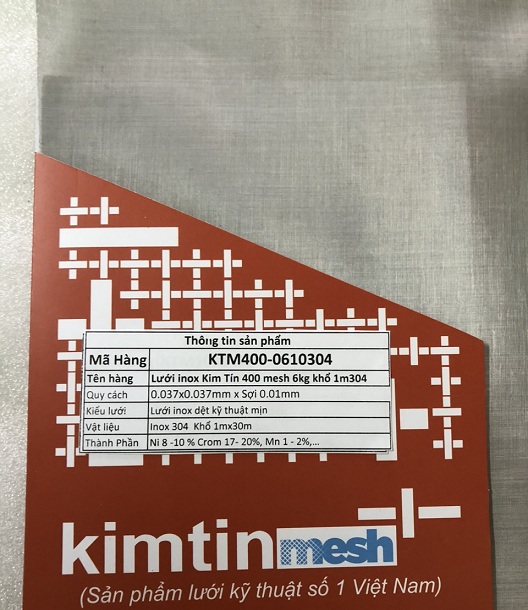 Thông tin sản phẩm
Mã Hàng KTM400-0610304
Tên hàng Lưới inox Kim Tín 400 mesh 6kg khổ 1m304
Quy cách 0.037x0.037mm x Sợi 0.01mm
Kiểu lưới Lưới inox dệt kỹ thuật mịn
Vật liệu Inox 304 Khổ 1mx30m
Thành Phần Ni 8 -10 % Crom 17- 20%, Mn 1 - 2%,...
kimtin mesh
(Sản phẩm lưới kỹ thuật số 1 Việt Nam)